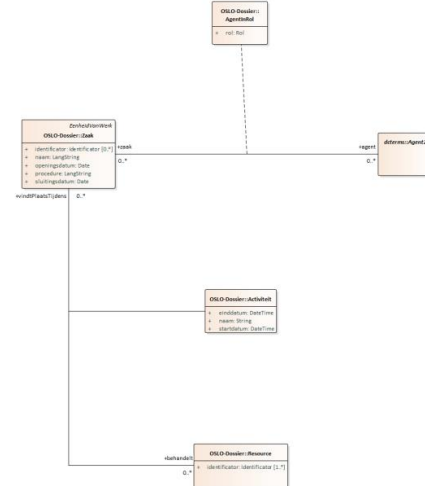 OSLO-Dossier::
AgentInRol
+ rol: Rol
EenheidVanWerk
OSLO-Dossier::Zaak
+ identificator: Identificator [0..*]
+ naam: LangString
+ openingsdatum: Date
+ procedure: LangString
+ sluitingsdatum: Date
+zaak
0..*
+agent
0..*
dcterms::Agent
+vindtPlaatsTijdens
0..*
OSLO-Dossier::Activiteit
+ einddatum: DateTime
+ naam: String
+ startdatum: DateTime
+behandelt
0..*
OSLO-Dossier::Resource
+ identificator: Identificator [1..*]